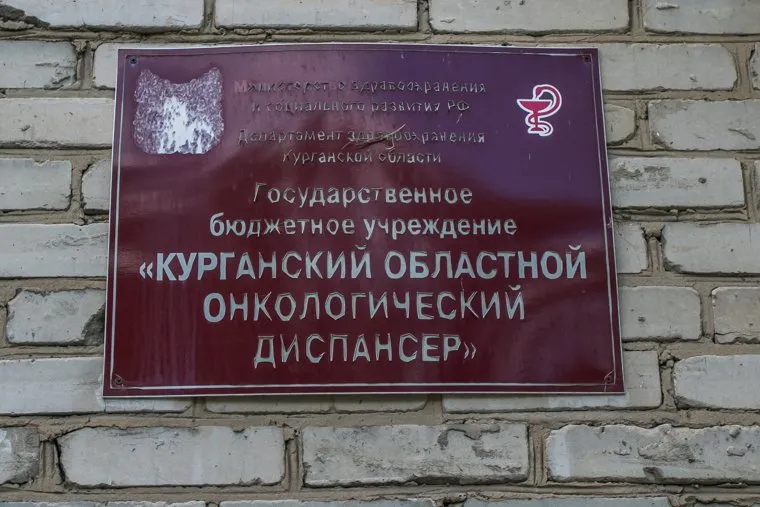 Министерство здравоохранения
и социального развития РФ
Департамент здравоохранения
Курганской области
Государственное
бюджетное учреждение
«КУРГАНСКИЙ ОБЛАСТНОЙ
ОНКОЛОГИЧЕСКИЙ
ДИСПАНСЕР»